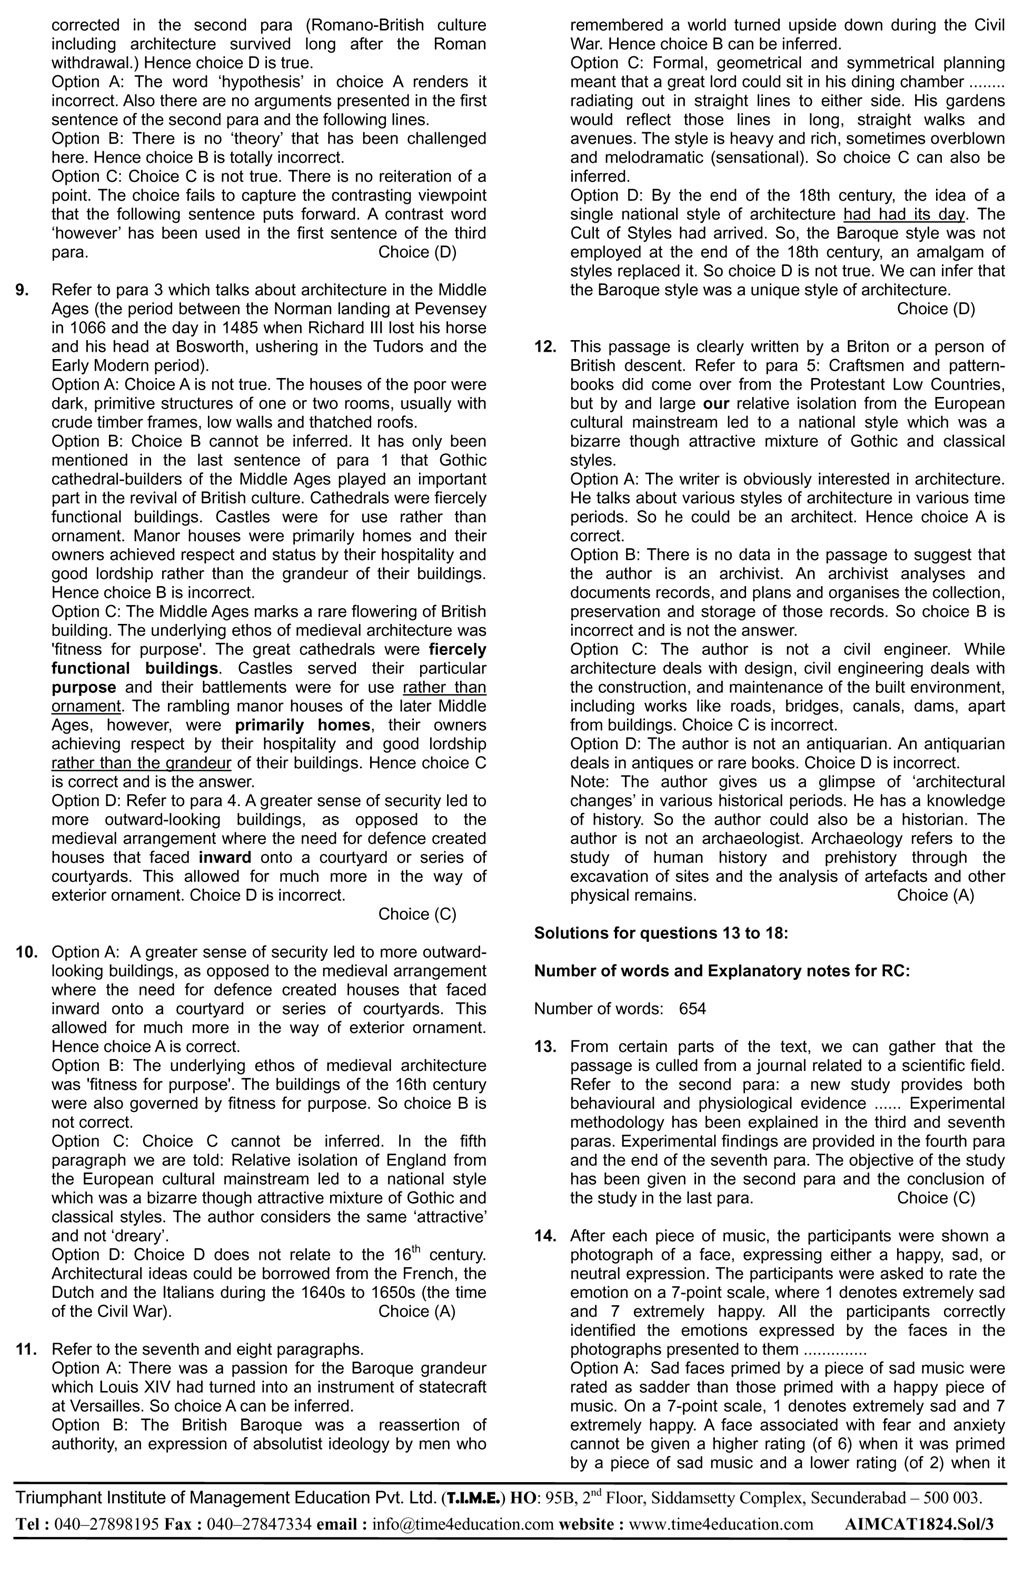 corrected in the second para (Romano-British culture
including architecture survived long after the Roman
withdrawal.) Hence choice D is true.
Option A: The word ‘hypothesis’ in choice A renders it
incorrect. Also there are no arguments presented in the first
sentence of the second para and the following lines.
Option B: There is no ‘theory’ that has been challenged
here. Hence choice B is totally incorrect.
Option C: Choice C is not true. There is no reiteration of a
point. The choice fails to capture the contrasting viewpoint
that the following sentence puts forward. A contrast word
‘however’ has been used in the first sentence of the third
para. Choice (D)
9. Refer to para 3 which talks about architecture in the Middle
Ages (the period between the Norman landing at Pevensey
in 1066 and the day in 1485 when Richard III lost his horse
and his head at Bosworth, ushering in the Tudors and the
Early Modern period).
Option A: Choice A is not true. The houses of the poor were
dark, primitive structures of one or two rooms, usually with
crude timber frames, low walls and thatched roofs.
Option B: Choice B cannot be inferred. It has only been
mentioned in the last sentence of para 1 that Gothic
cathedral-builders of the Middle Ages played an important
part in the revival of British culture. Cathedrals were fiercely
functional buildings. Castles were for use rather than
ornament. Manor houses were primarily homes and their
owners achieved respect and status by their hospitality and
good lordship rather than the grandeur of their buildings.
Hence choice B is incorrect.
Option C: The Middle Ages marks a rare flowering of British
building. The underlying ethos of medieval architecture was
'fitness for purpose'. The great cathedrals were fiercely
functional buildings. Castles served their particular
purpose and their battlements were for use rather than
ornament. The rambling manor houses of the later Middle
Ages, however, were primarily homes, their owners
achieving respect by their hospitality and good lordship
rather than the grandeur of their buildings. Hence choice C
is correct and is the answer.
Option D: Refer to para 4. A greater sense of security led to
more outward-looking buildings, as opposed to the
medieval arrangement where the need for defence created
houses that faced inward onto a courtyard or series of
courtyards. This allowed for much more in the way of
exterior ornament. Choice D is incorrect.
Choice (C)
10. Option A: A greater sense of security led to more outward-
looking buildings, as opposed to the medieval arrangement
where the need for defence created houses that faced
inward onto a courtyard or series of courtyards. This
allowed for much more in the way of exterior ornament.
Hence choice A is correct.
Option B: The underlying ethos of medieval architecture
was 'fitness for purpose'. The buildings of the 16th century
were also governed by fitness for purpose. So choice B is
not correct.
Option C: Choice C cannot be inferred. In the fifth
paragraph we are told: Relative isolation of England from
the European cultural mainstream led to a national style
which was a bizarre though attractive mixture of Gothic and
classical styles. The author considers the same ‘attractive’
and not ‘dreary’.
Option D: Choice D does not relate to the 16th century.
Architectural ideas could be borrowed from the French, the
Dutch and the Italians during the 1640s to 1650s (the time
of the Civil War). Choice (A)
11. Refer to the seventh and eight paragraphs.
Option A: There was a passion for the Baroque grandeur
which Louis XIV had turned into an instrument of statecraft
at Versailles. So choice A can be inferred.
Option B: The British Baroque was a reassertion of
authority, an expression of absolutist ideology by men who
remembered a world turned upside down during the Civil
War. Hence choice B can be inferred.
Option C: Formal, geometrical and symmetrical planning
meant that a great lord could sit in his dining chamber ........
radiating out in straight lines to either side. His gardens
would reflect those lines in long, straight walks and
avenues. The style is heavy and rich, sometimes overblown
and melodramatic (sensational). So choice C can also be
inferred.
Option D: By the end of the 18th century, the idea of a
single national style of architecture had had its day. The
Cult of Styles had arrived. So, the Baroque style was not
employed at the end of the 18th century, an amalgam of
styles replaced it. So choice D is not true. We can infer that
the Baroque style was a unique style of architecture.
Choice (D)
12. This passage is clearly written by a Briton or a person of
British descent. Refer to para 5: Craftsmen and pattern-
books did come over from the Protestant Low Countries,
but by and large our relative isolation from the European
cultural mainstream led to a national style which was a
bizarre though attractive mixture of Gothic and classical
styles.
Option A: The writer is obviously interested in architecture.
He talks about various styles of architecture in various time
periods. So he could be an architect. Hence choice A is
correct.
Option B: There is no data in the passage to suggest that
the author is an archivist. An archivist analyses and
documents records, and plans and organises the collection,
preservation and storage of those records. So choice B is
incorrect and is not the answer.
Option C: The author is not a civil engineer. While
architecture deals with design, civil engineering deals with
the construction, and maintenance of the built environment,
including works like roads, bridges, canals, dams, apart
from buildings. Choice C is incorrect.
Option D: The author is not an antiquarian. An antiquarian
deals in antiques or rare books. Choice D is incorrect.
Note: The author gives us a glimpse of ‘architectural
changes’ in various historical periods. He has a knowledge
of history. So the author could also be a historian. The
author is not an archaeologist. Archaeology refers to the
study of human history and prehistory through the
excavation of sites and the analysis of artefacts and other
physical remains. Choice (A)
Solutions for questions 13 to 18:
Number of words and Explanatory notes for RC:
Number of words: 654
13. From certain parts of the text, we can gather that the
passage is culled from a journal related to a scientific field.
Refer to the second para: a new study provides both
behavioural and physiological evidence ...... Experimental
methodology has been explained in the third and seventh
paras. Experimental findings are provided in the fourth para
and the end of the seventh para. The objective of the study
has been given in the second para and the conclusion of
the study in the last para. Choice (C)
14. After each piece of music, the participants were shown a
photograph of a face, expressing either a happy, sad, or
neutral expression. The participants were asked to rate the
emotion on a 7-point scale, where 1 denotes extremely sad
and 7 extremely happy. All the participants correctly
identified the emotions expressed by the faces in the
photographs presented to them ..............
Option A: Sad faces primed by a piece of sad music were
rated as sadder than those primed with a happy piece of
music. On a 7-point scale, 1 denotes extremely sad and 7
extremely happy. A face associated with fear and anxiety
cannot be given a higher rating (of 6) when it was primed
by a piece of sad music and a lower rating (of 2) when it
Triumphant Institute of Management Education Pvt. Ltd. (T.I.M.E.) HO: 95B, 2nd Floor, Siddamsetty Complex, Secunderabad – 500 003.
Tel : 040–27898195 Fax : 040–27847334 email : info@time4education.com website : www.time4education.com AIMCAT1824.Sol/3